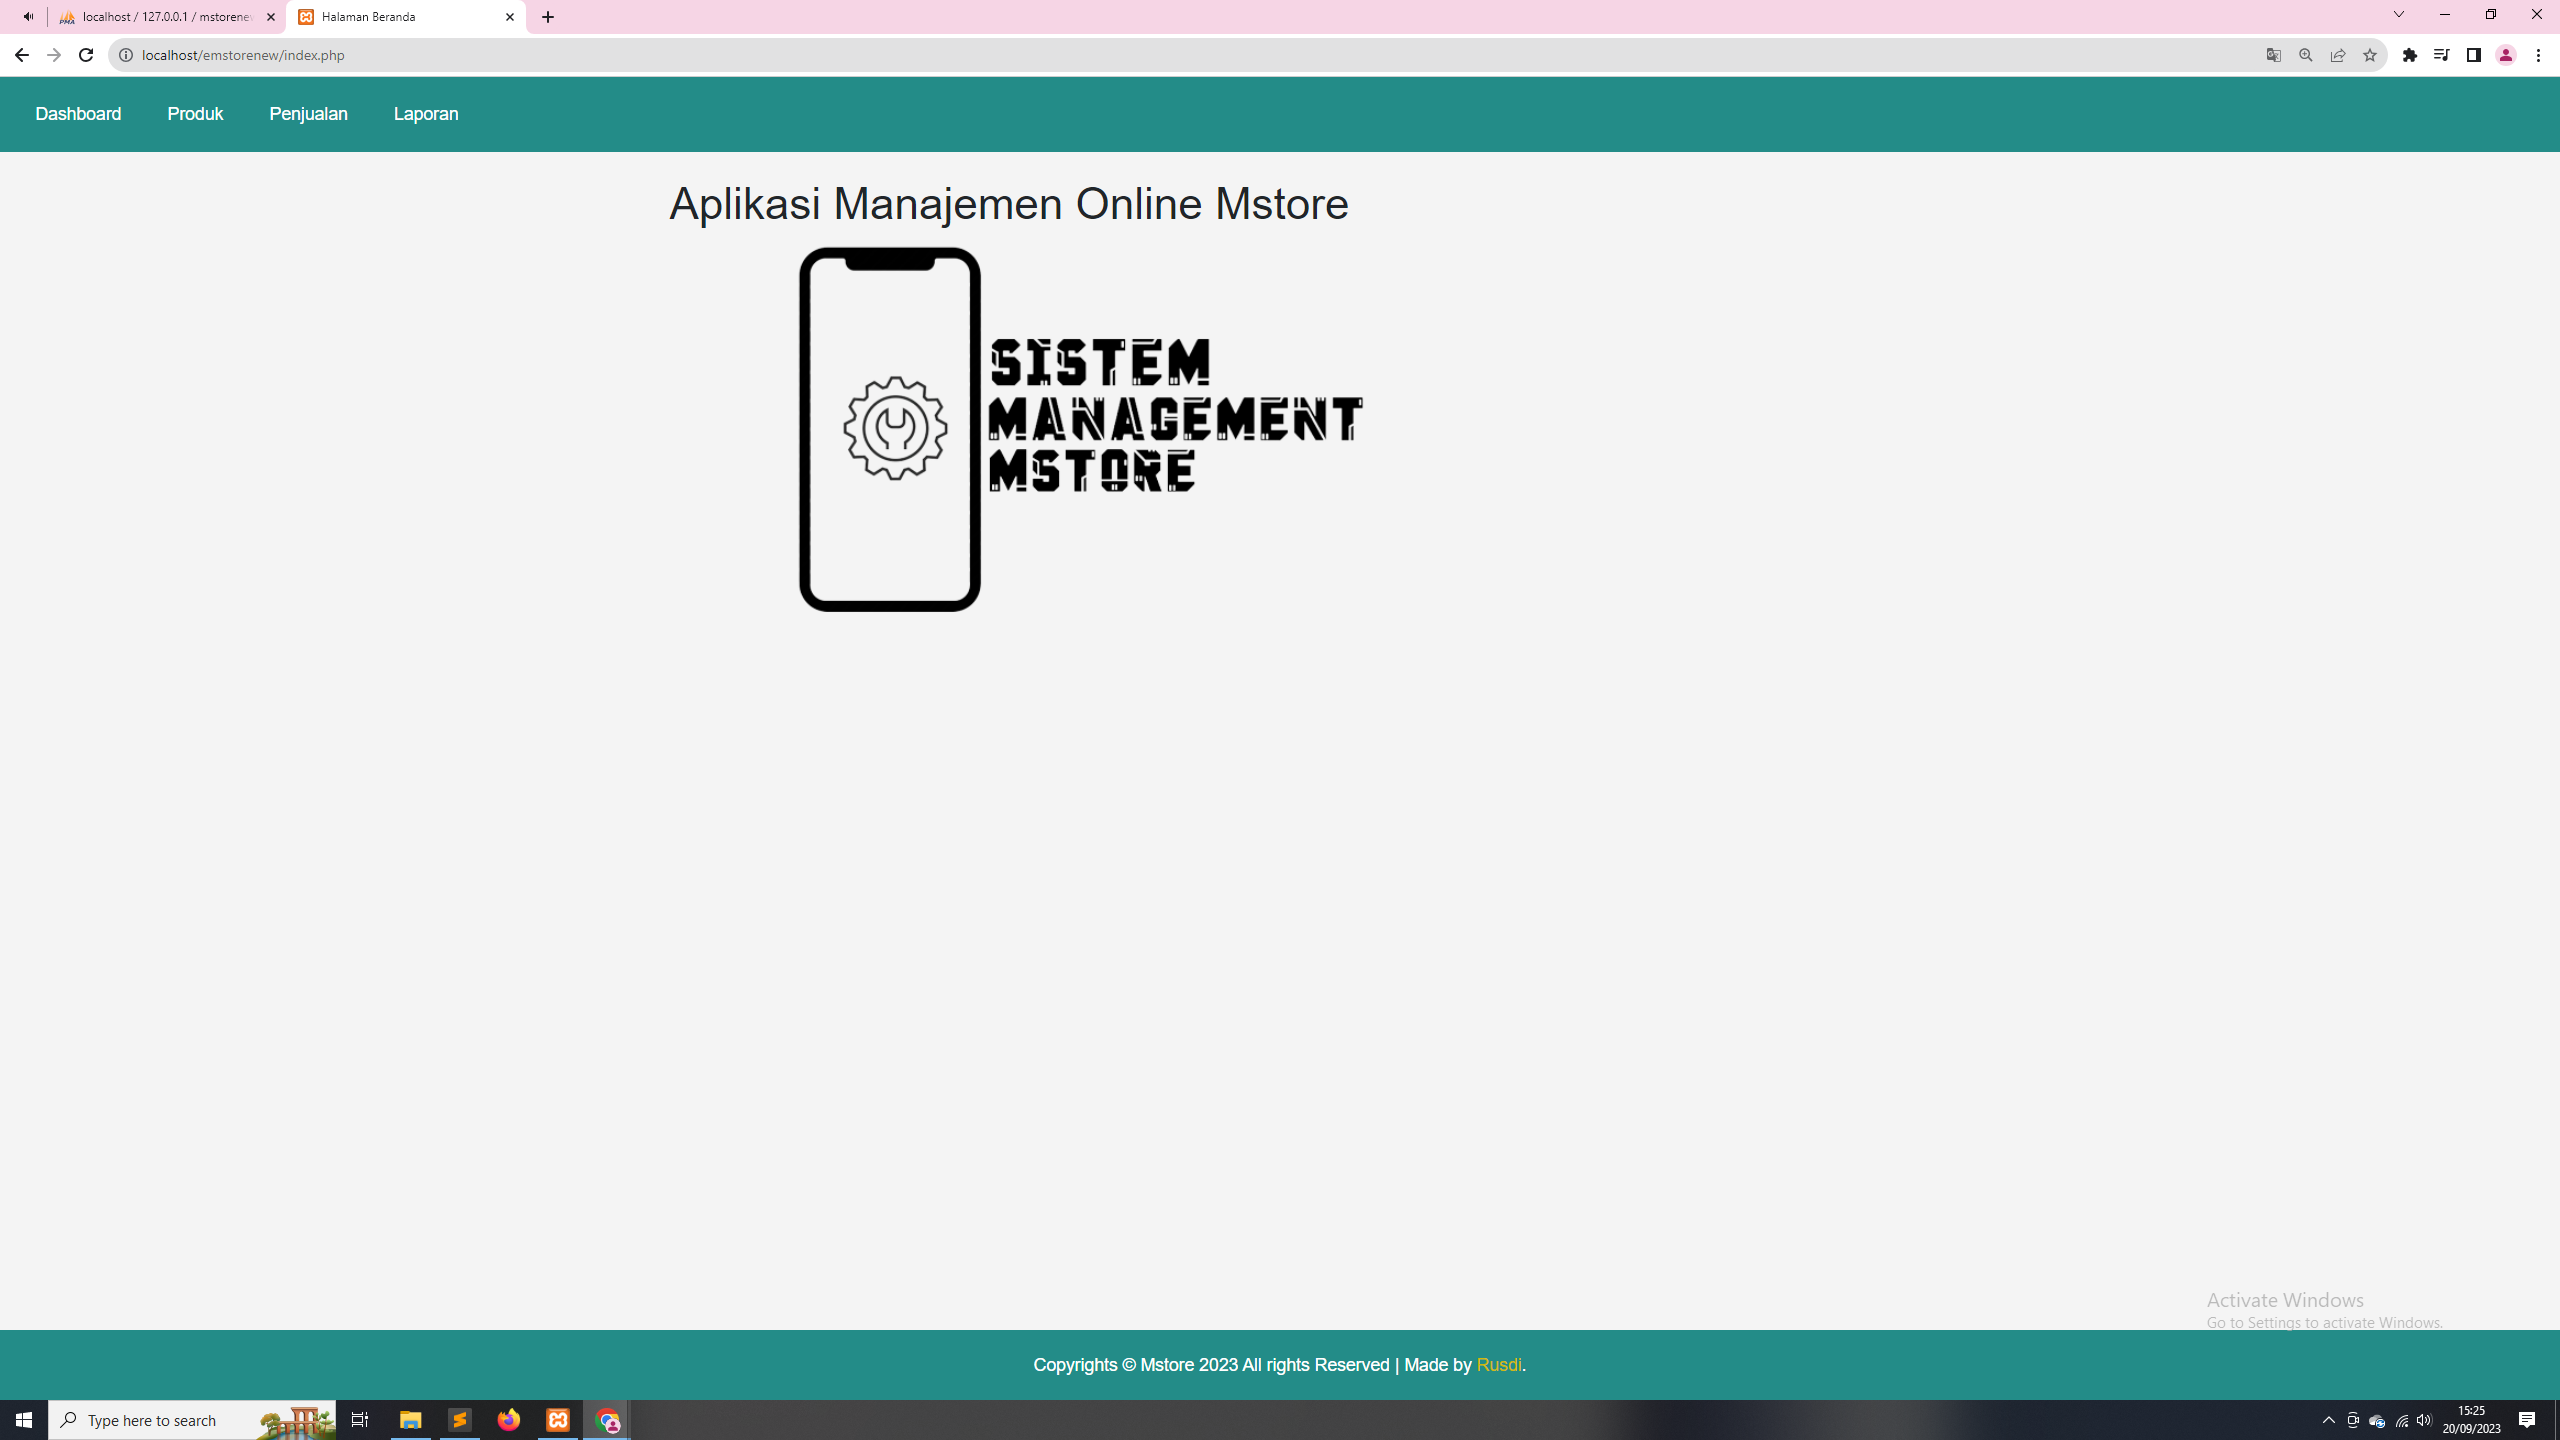 localhost / 127.0.0.1 / mstorenew
Halaman Beranda
localhost/emstorenew/index.php
Dashboard Produk Penjualan Laporan
Aplikasi Manajemen Online Mstore
SISTEM
MANAGEMENT
MSTORE
Activate Windows
Go to Settings to activate Windows.
Copyrights © Mstore 2023 All rights Reserved | Made by Rusdi.
Type here to search
15:25
20/09/2023